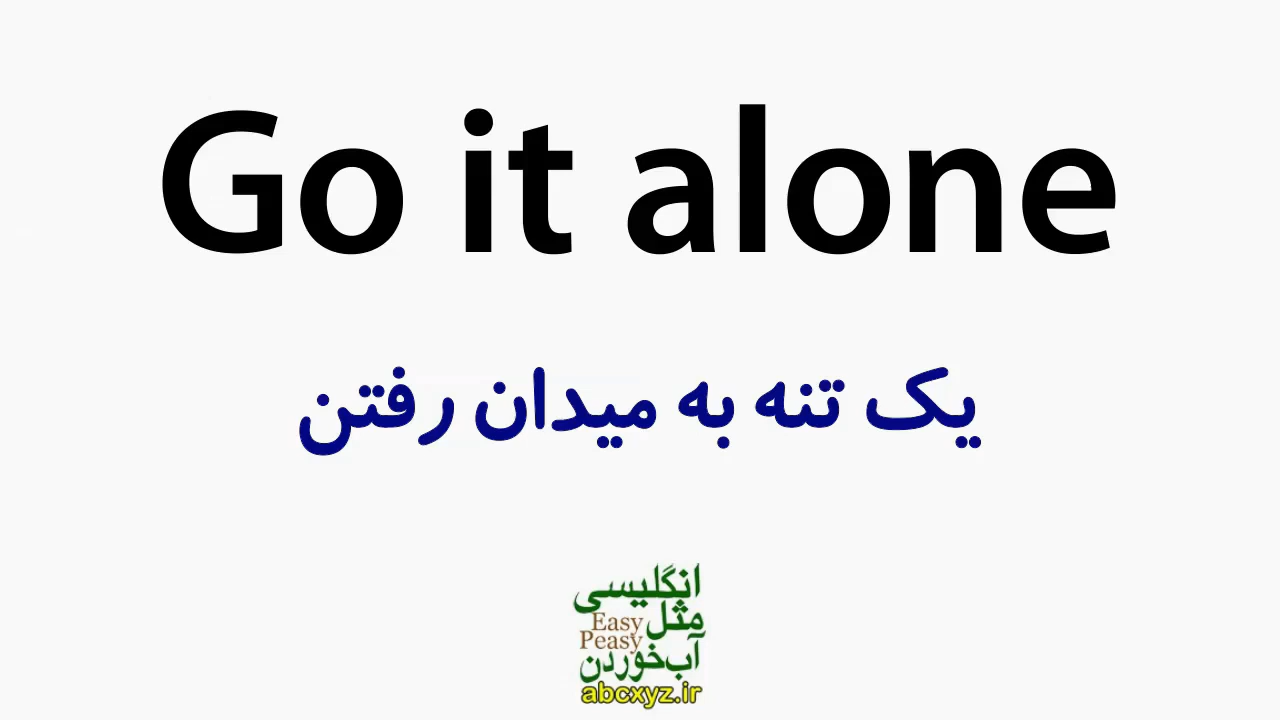 Go it alone
یک تنه به میدان رفتن
انگلیسی
مثل Easy
Peasy
آب‌خوردن
abcxyz.ir